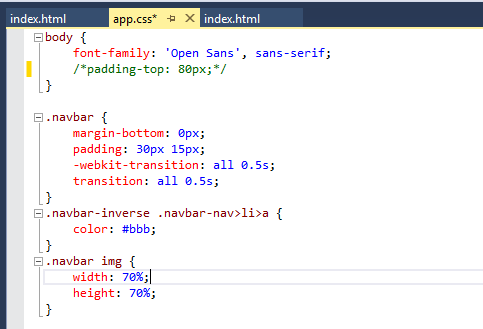 index.html app.css* index.html
body {
font-family: 'Open Sans', sans-serif;
/*padding-top: 80px;*/
}
.navbar {
margin-bottom: 0px;
padding: 30px 15px;
-webkit-transition: all 0.5s;
transition: all 0.5s;
}
.navbar-inverse .navbar-nav>li>a {
color: #bbb;
}
.navbar img {
width: 70%;
height: 70%;
}